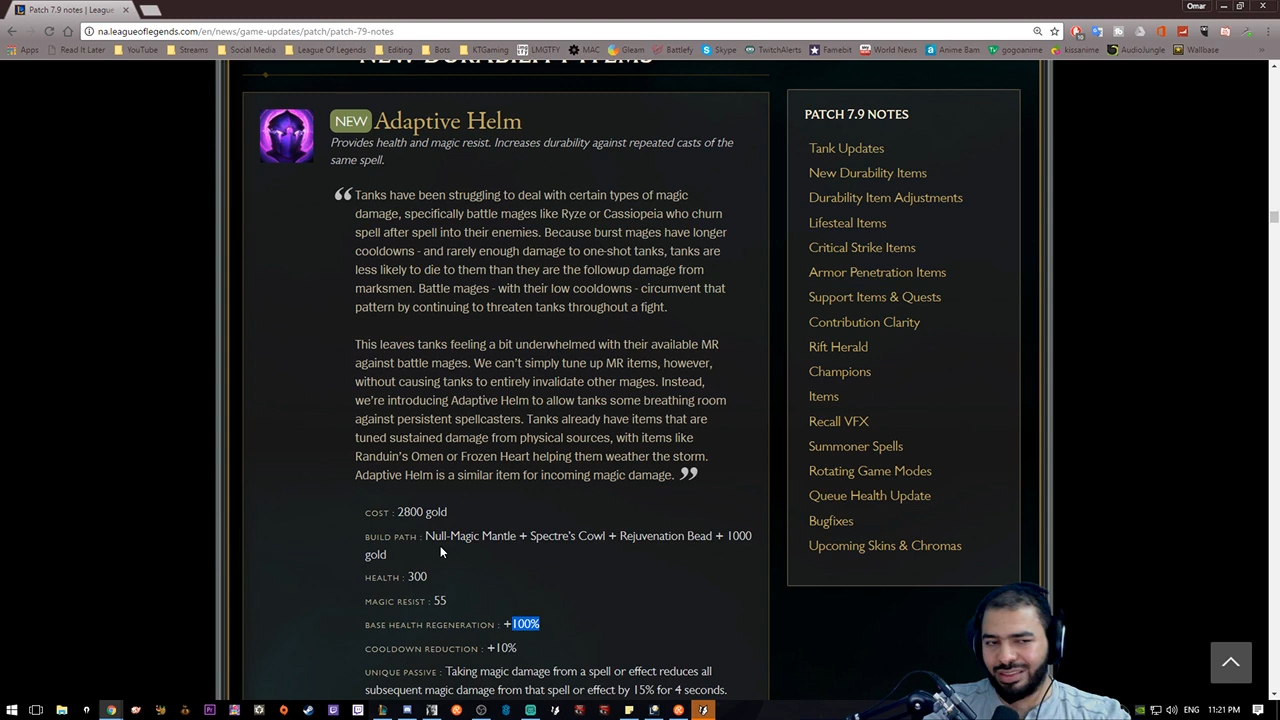 Patch 7.9 notes | League
Omar
na.leagueoflegends.com/en/news/game-updates/patch/patch-79-notes
Apps Read It Later YouTube Streams Social Media League Of Legends Editing Bots KTGaming LMGTFY MAC Gleam Battlefy Skype TwitchAlerts Famebit World News Anime Bam gogoanime kissanime AudioJungle Wallbase
NEW DURABILITY ITEMS
NEW Adaptive Helm
Provides health and magic resist. Increases durability against repeated casts of the
same spell.
“ Tanks have been struggling to deal with certain types of magic
damage, specifically battle mages like Ryze or Cassiopeia who churn
spell after spell into their enemies. Because burst mages have longer
cooldowns - and rarely enough damage to one-shot tanks, tanks are
less likely to die to them than they are the followup damage from
marksmen. Battle mages - with their low cooldowns - circumvent that
pattern by continuing to threaten tanks throughout a fight.
This leaves tanks feeling a bit underwhelmed with their available MR
against battle mages. We can't simply tune up MR items, however,
without causing tanks to entirely invalidate other mages. Instead,
we're introducing Adaptive Helm to allow tanks some breathing room
against persistent spellcasters. Tanks already have items that are
tuned sustained damage from physical sources, with items like
Randuin's Omen or Frozen Heart helping them weather the storm.
Adaptive Helm is a similar item for incoming magic damage. ”
COST : 2800 gold
BUILD PATH : Null-Magic Mantle + Spectre's Cowl + Rejuvenation Bead + 1000
gold
HEALTH : 300
MAGIC RESIST : 55
BASE HEALTH REGENERATION : +100%
COOLDOWN REDUCTION : +10%
UNIQUE PASSIVE : Taking magic damage from a spell or effect reduces all
subsequent magic damage from that spell or effect by 15% for 4 seconds.
PATCH 7.9 NOTES
Tank Updates
New Durability Items
Durability Item Adjustments
Lifesteal Items
Critical Strike Items
Armor Penetration Items
Support Items & Quests
Contribution Clarity
Rift Herald
Champions
Items
Recall VFX
Summoner Spells
Rotating Game Modes
Queue Health Update
Bugfixes
Upcoming Skins & Chromas
ENG 11:21 PM